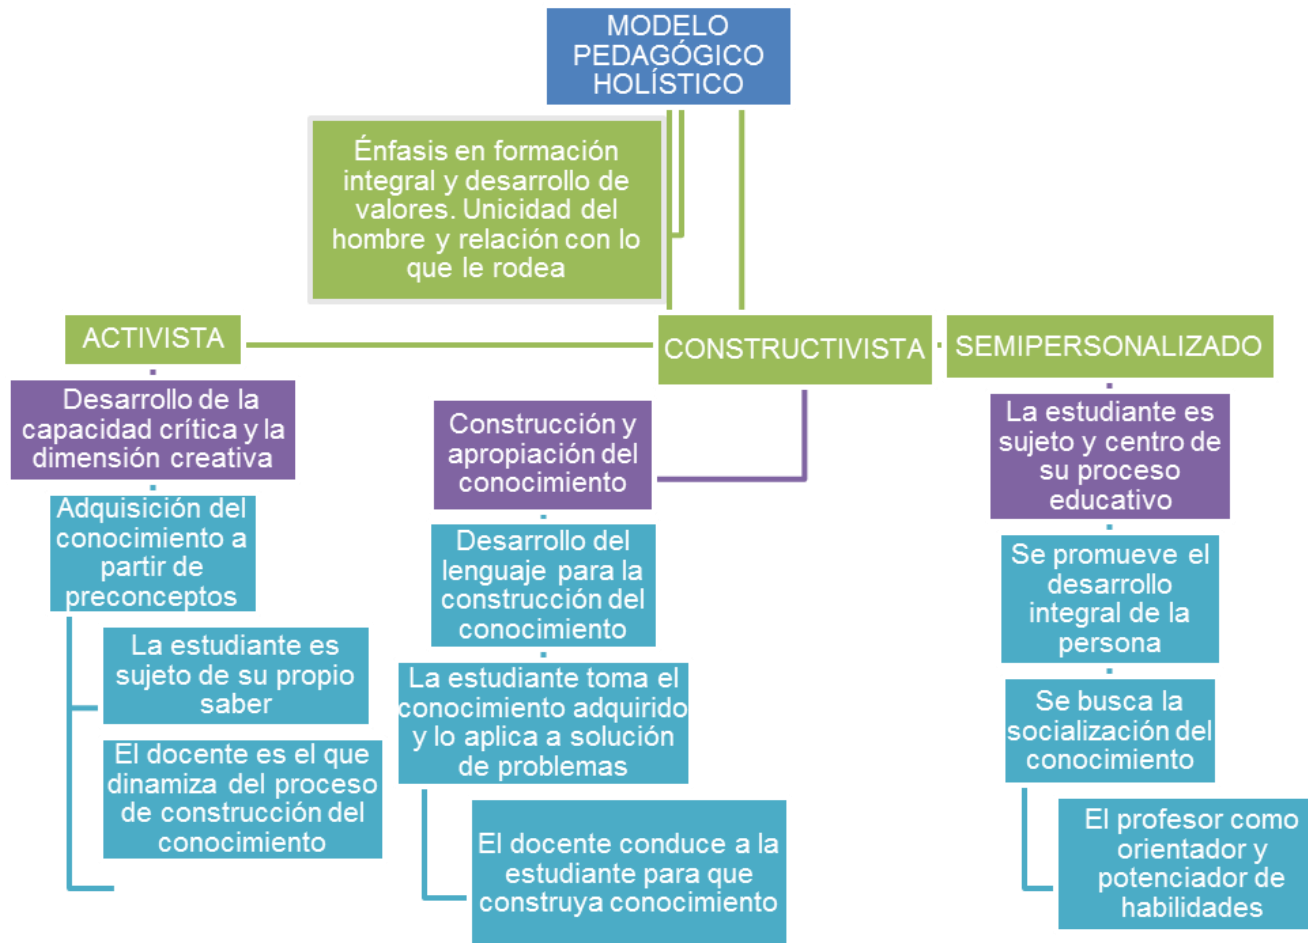 MODELO
PEDAGÓGICO
HOLÍSTICO
Énfasis en formación
integral y desarrollo de
valores. Unicidad del
hombre y relación con lo
que le rodea
ACTIVISTA
CONSTRUCTIVISTA
SEMIPERSONALIZADO
Desarrollo de la
capacidad crítica y la
dimensión creativa
Adquisición del
conocimiento a
partir de
preconceptos
La estudiante es
sujeto de su propio
saber
El docente es el que
dinamiza del proceso
de construcción del
conocimiento
Construcción y
apropiación del
conocimiento
Desarrollo del
lenguaje para la
construcción del
conocimiento
La estudiante toma el
conocimiento adquirido
y lo aplica a solución
de problemas
El docente conduce a la
estudiante para que
construya conocimiento
La estudiante es
sujeto y centro de
su proceso
educativo
Se promueve el
desarrollo
integral de la
persona
Se busca la
socialización del
conocimiento
El profesor como
orientador y
potenciador de
habilidades